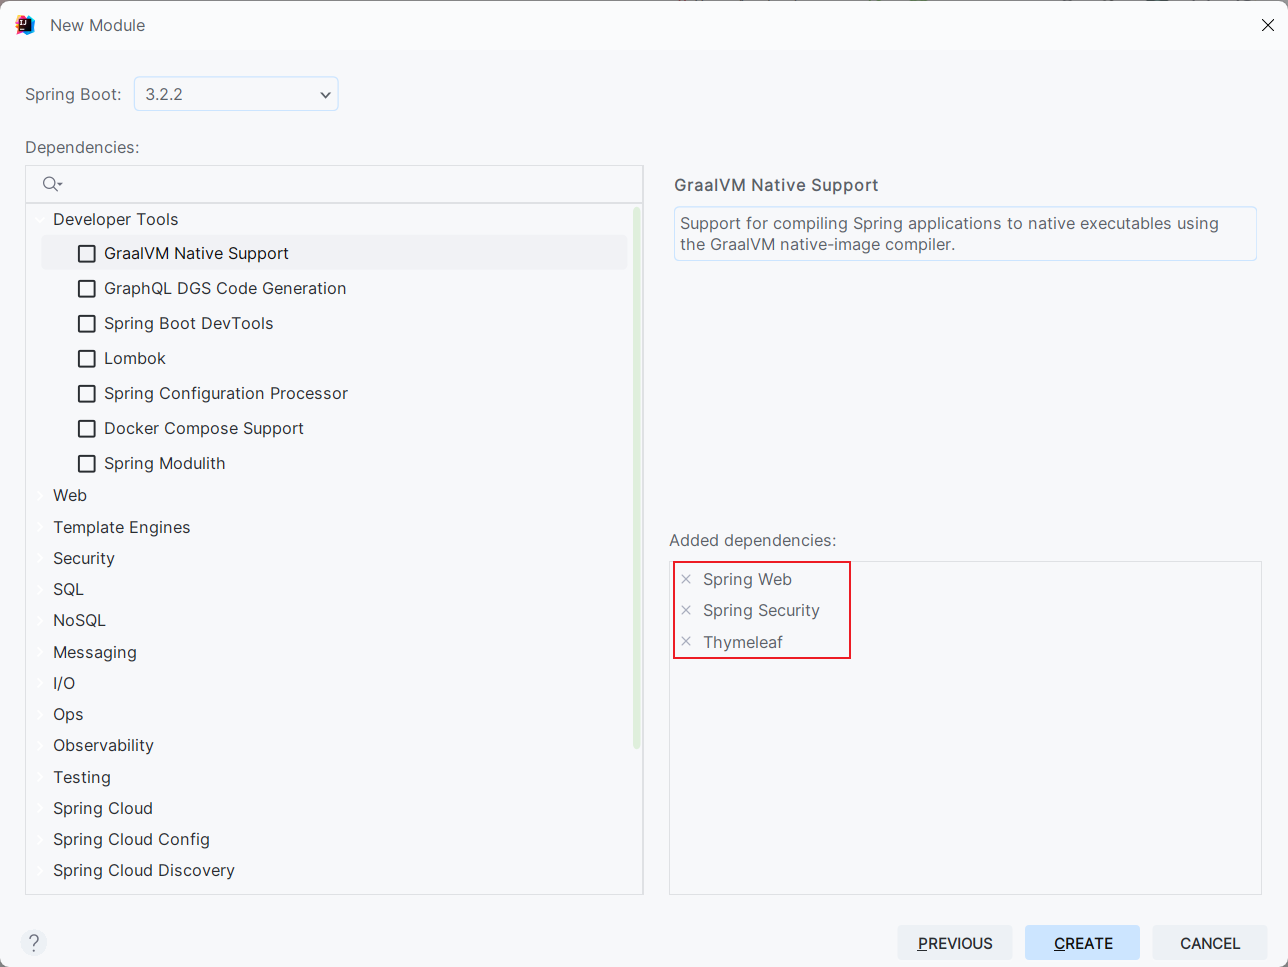 New Module
Spring Boot: 3.2.2
Dependencies:
Developer Tools
GraalVM Native Support
GraphQL DGS Code Generation
Spring Boot DevTools
Lombok
Spring Configuration Processor
Docker Compose Support
Spring Modulith
Web
Template Engines
Security
SQL
NoSQL
Messaging
I/O
Ops
Observability
Testing
Spring Cloud
Spring Cloud Config
Spring Cloud Discovery
GraalVM Native Support
Support for compiling Spring applications to native executables using
the GraalVM native-image compiler.
Added dependencies:
Spring Web
Spring Security
Thymeleaf
?
PREVIOUS CREATE CANCEL